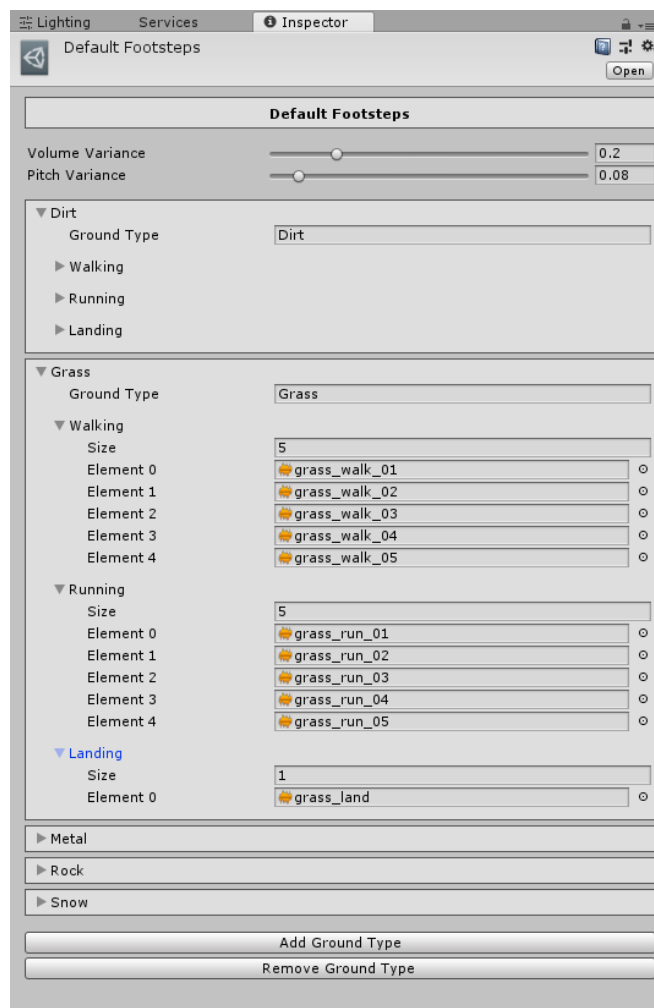 Lighting Services Inspector
Default Footsteps
Open
Default Footsteps
Volume Variance 0.2
Pitch Variance 0.08
Dirt
Ground Type Dirt
Walking
Running
Landing
Grass
Ground Type Grass
Walking
Size 5
Element 0 grass_walk_01
Element 1 grass_walk_02
Element 2 grass_walk_03
Element 3 grass_walk_04
Element 4 grass_walk_05
Running
Size 5
Element 0 grass_run_01
Element 1 grass_run_02
Element 2 grass_run_03
Element 3 grass_run_04
Element 4 grass_run_05
Landing
Size 1
Element 0 grass_land
Metal
Rock
Snow
Add Ground Type
Remove Ground Type